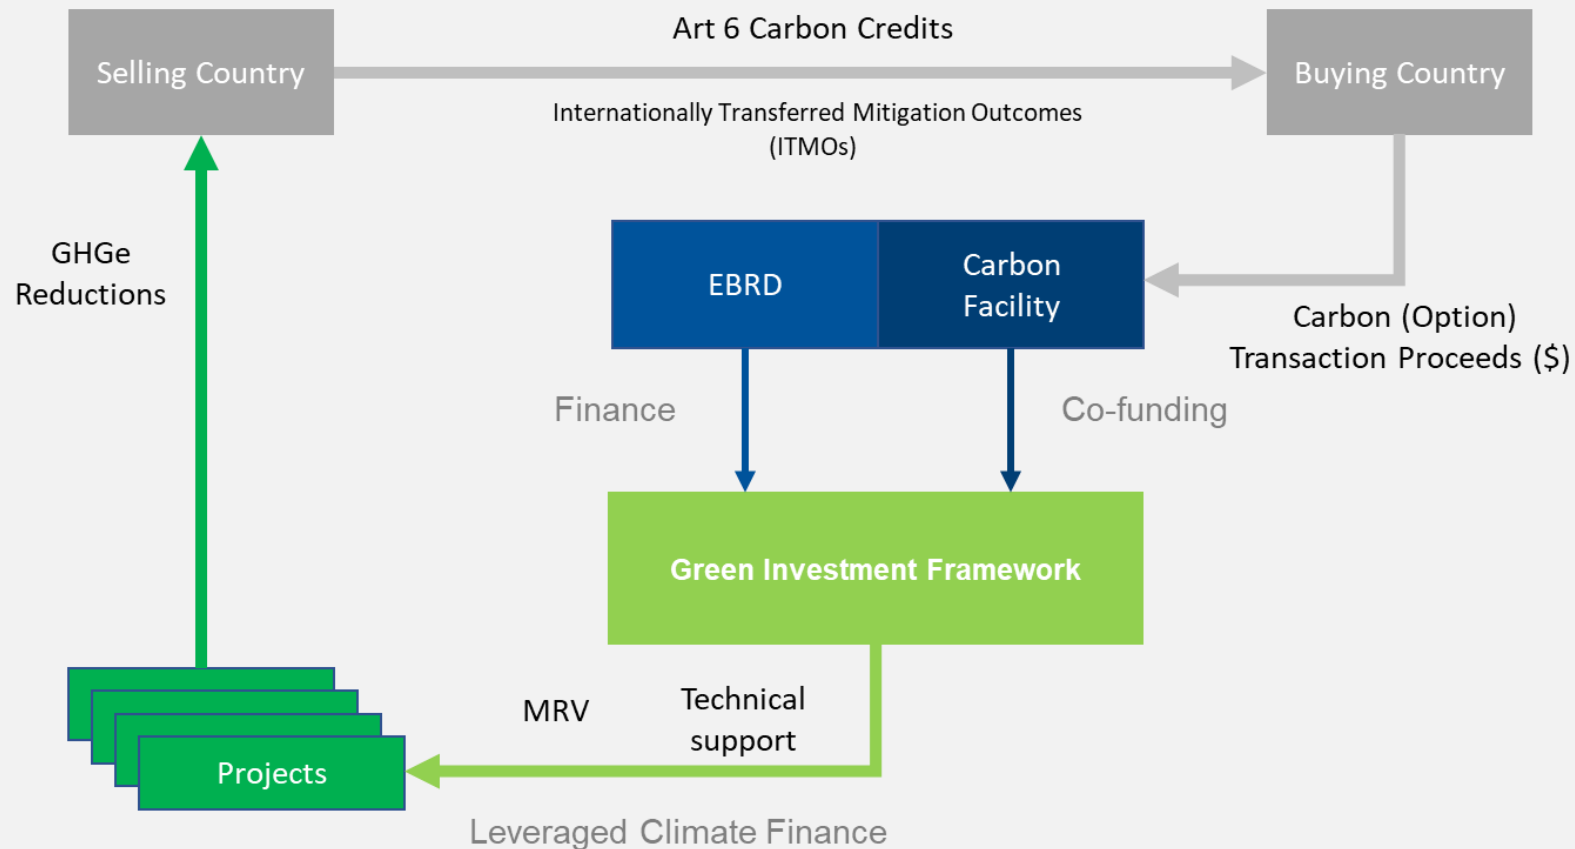 Art 6 Carbon Credits
Selling Country
Buying Country
Internationally Transferred Mitigation Outcomes
(ITMOs)
GHGe
Reductions
EBRD
Carbon
Facility
Carbon (Option)
Transaction Proceeds ($)
Finance
Co-funding
Green Investment Framework
MRV
Technical
support
Projects
Leveraged Climate Finance